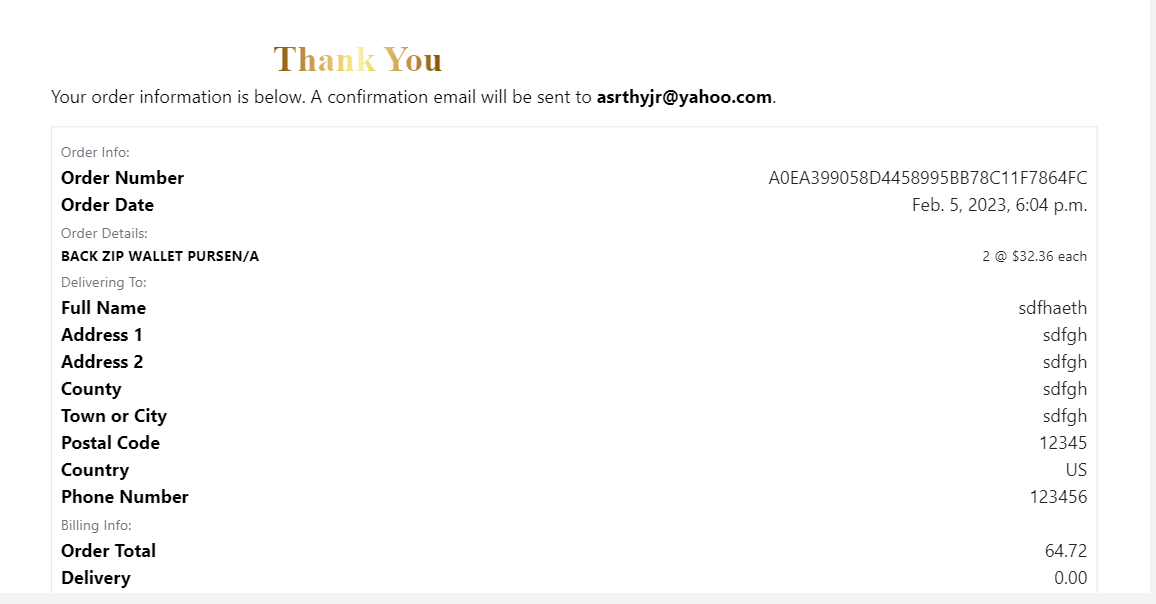 Thank You
Your order information is below. A confirmation email will be sent to asrthyjr@yahoo.com.
Order Info:
Order Number A0EA399058D4458995BB78C11F7864FC
Order Date Feb. 5, 2023, 6:04 p.m.
Order Details:
BACK ZIP WALLET PURSEN/A 2 @ $32.36 each
Delivering To:
Full Name sdfhaeth
Address 1 sdfgh
Address 2 sdfgh
County sdfgh
Town or City sdfgh
Postal Code 12345
Country US
Phone Number 123456
Billing Info:
Order Total 64.72
Delivery 0.00